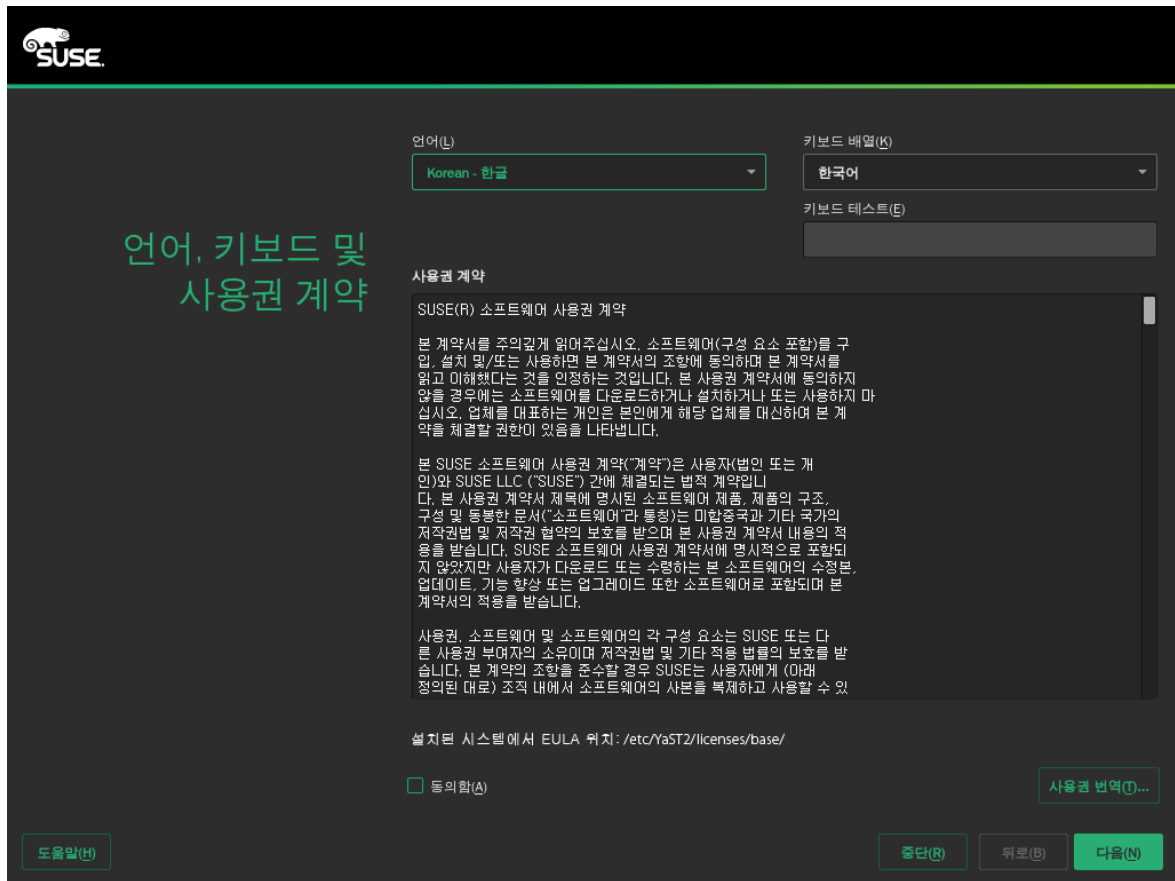 SUSE.
언어(L)
키보드 배열(K)
Korean - 한글
한국어
키보드 테스트(E)
언어, 키보드 및
사용권 계약
사용권 계약
SUSE(R) 소프트웨어 사용권 계약
본 계약서를 주의깊게 읽어주십시오. 소프트웨어(구성 요소 포함)를 구
입, 설치 및/또는 사용하면 본 계약서의 조항에 동의하며 본 계약서를
읽고 이해했다는 것을 인정하는 것입니다. 본 사용권 계약서에 동의하지
않을 경우에는 소프트웨어를 다운로드하거나 설치하거나 또는 사용하지 마
십시오. 업체를 대표하는 개인은 본인에게 해당 업체를 대신하여 본 계
약을 체결할 권한이 있음을 나타냅니다.
본 SUSE 소프트웨어 사용권 계약("계약")은 사용자(법인 또는 개
인)와 SUSE LLC ("SUSE") 간에 체결되는 법적 계약입니
다. 본 사용권 계약서 제목에 명시된 소프트웨어 제품, 제품의 구조,
구성 및 동봉한 문서("소프트웨어"라 통칭)는 미합중국과 기타 국가의
저작권법 및 저작권 협약의 보호를 받으며 본 사용권 계약서 내용의 적
용을 받습니다. SUSE 소프트웨어 사용권 계약서에 명시적으로 포함되
지 않았지만 사용자가 다운로드 또는 수령하는 본 소프트웨어의 수정본,
업데이트, 기능 향상 또는 업그레이드 또한 소프트웨어로 포함되며 본
계약서의 적용을 받습니다.
사용권. 소프트웨어 및 소프트웨어의 각 구성 요소는 SUSE 또는 다
른 사용권 부여자의 소유이며 저작권법 및 기타 적용 법률의 보호를 받
습니다. 본 계약의 조항을 준수할 경우 SUSE는 사용자에게 (아래
정의된 대로) 조직 내에서 소프트웨어의 사본을 복제하고 사용할 수 있
설치된 시스템에서 EULA 위치: /etc/YaST2/licenses/base/
동의함(A)
사용권 번역(T)...
도움말(H)
중단(R)
뒤로(B)
다음(N)